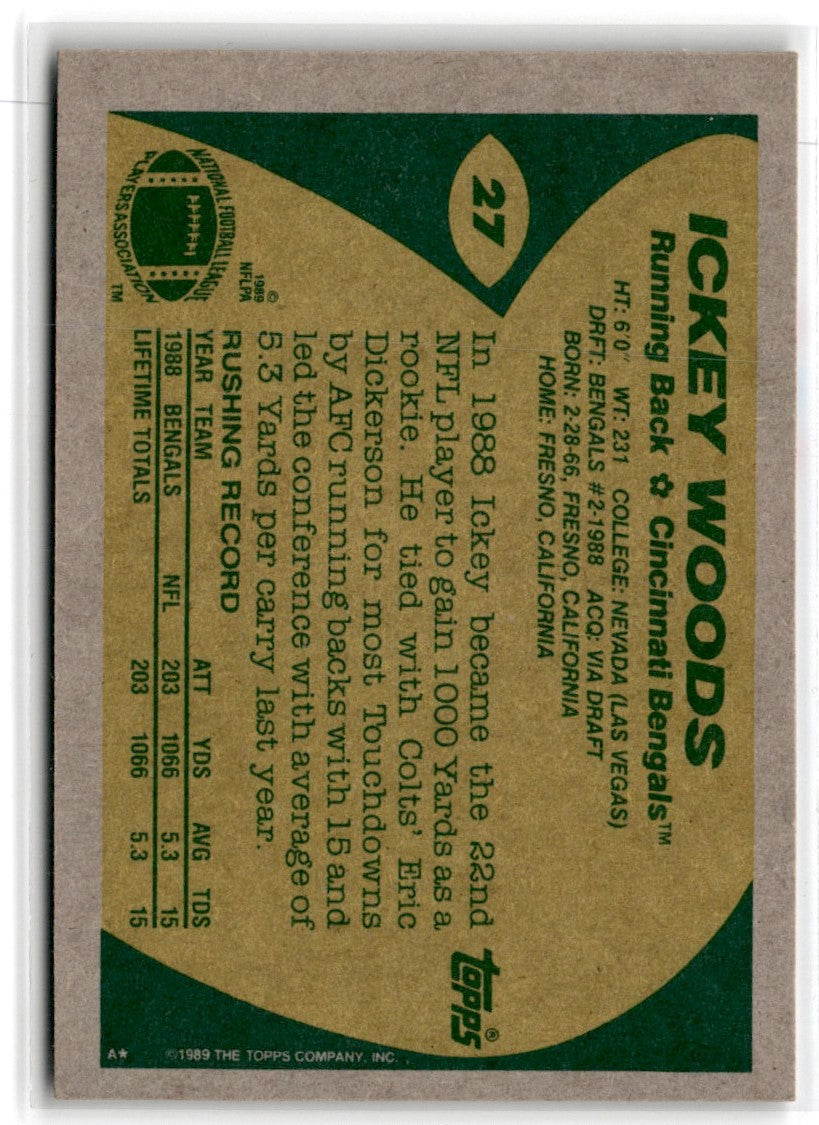 27
ICKEY WOODS
Running Back ✿ Cincinnati Bengals™
HT: 6'0" WT: 231 COLLEGE: NEVADA (LAS VEGAS)
DRFT: BENGALS #2-1988 ACQ: VIA DRAFT
BORN: 2-28-66, FRESNO, CALIFORNIA
HOME: FRESNO, CALIFORNIA
In 1988 Ickey became the 22nd
NFL player to gain 1000 Yards as a
rookie. He tied with Colts' Eric
Dickerson for most Touchdowns
by AFC running backs with 15 and
led the conference with average of
5.3 Yards per carry last year.
topps®
RUSHING RECORD
YEAR TEAM ATT YDS AVG TDS
1988 BENGALS NFL 203 1066 5.3 15
LIFETIME TOTALS 203 1066 5.3 15
NATIONAL FOOTBALL LEAGUE
PLAYERS ASSOCIATION
TM
©
1989
NFLPA
A★ ©1989 THE TOPPS COMPANY, INC.